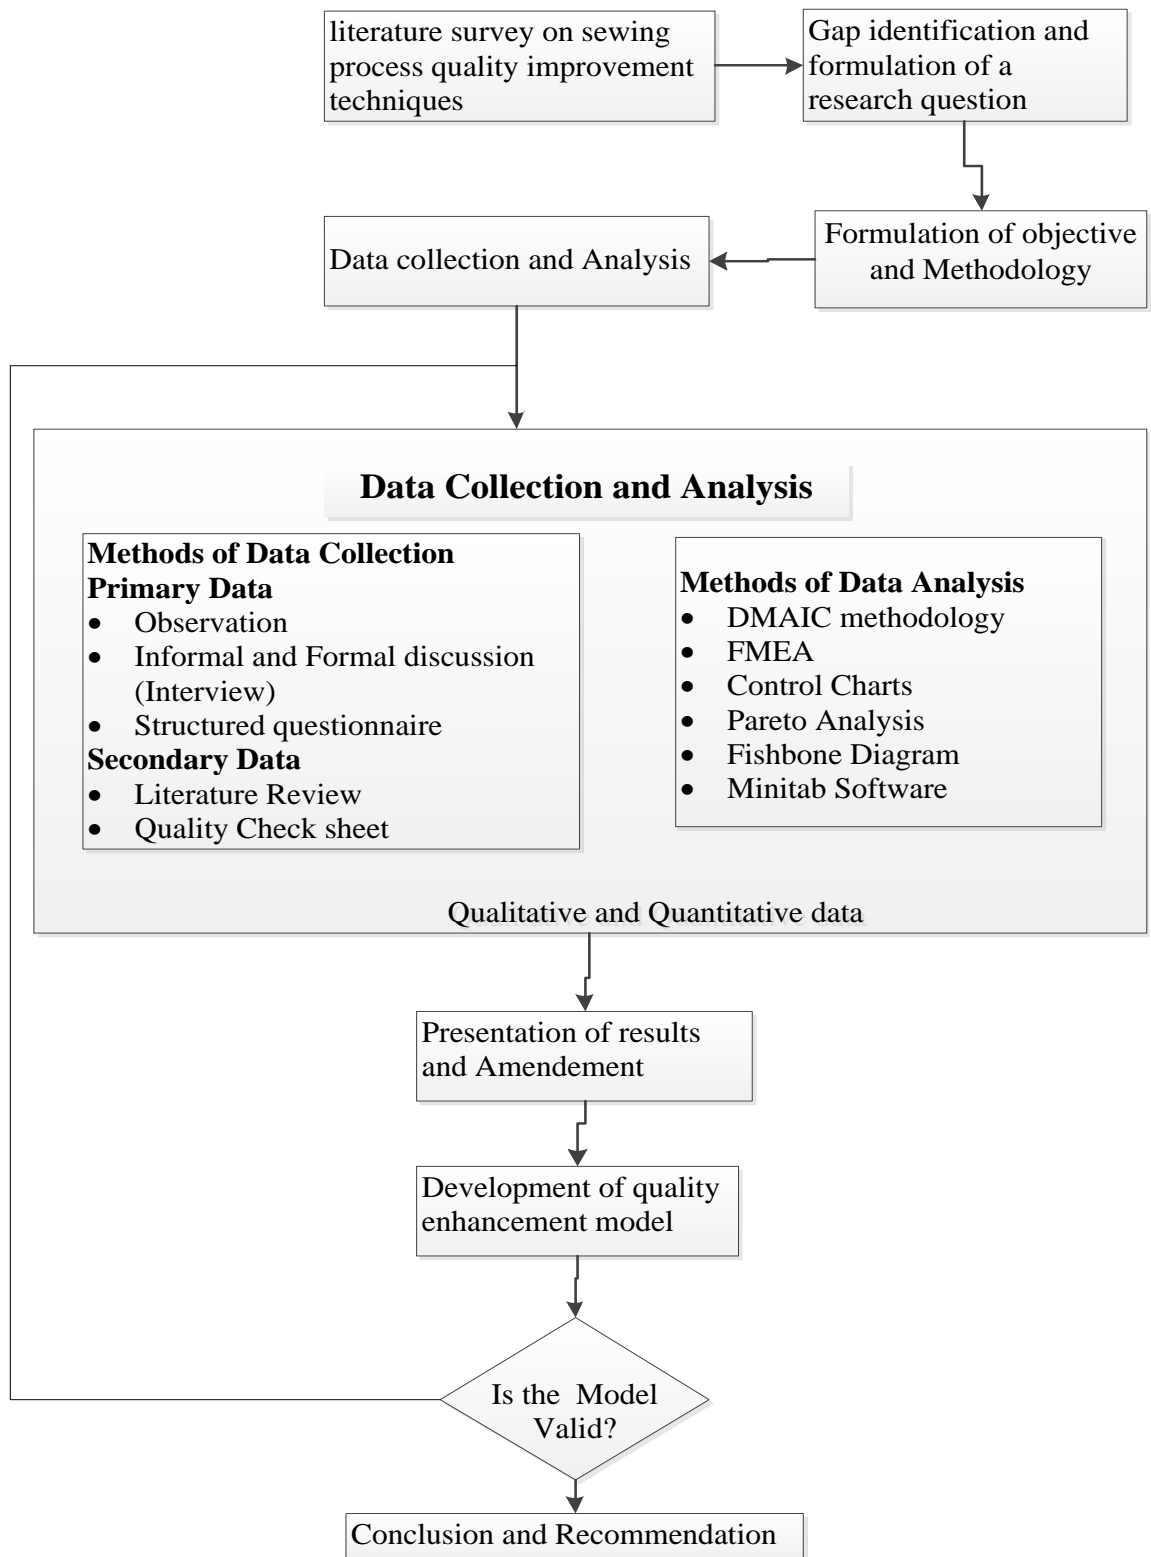 literature survey on sewing
process quality improvement
techniques
Gap identification and
formulation of a
research question
Formulation of objective
and Methodology
Data collection and Analysis
Data Collection and Analysis
Methods of Data Collection
Primary Data
• Observation
• Informal and Formal discussion
(Interview)
• Structured questionnaire
Secondary Data
• Literature Review
• Quality Check sheet
Methods of Data Analysis
• DMAIC methodology
• FMEA
• Control Charts
• Pareto Analysis
• Fishbone Diagram
• Minitab Software
Qualitative and Quantitative data
Presentation of results
and Amendement
Development of quality
enhancement model
Is the Model
Valid?
Conclusion and Recommendation